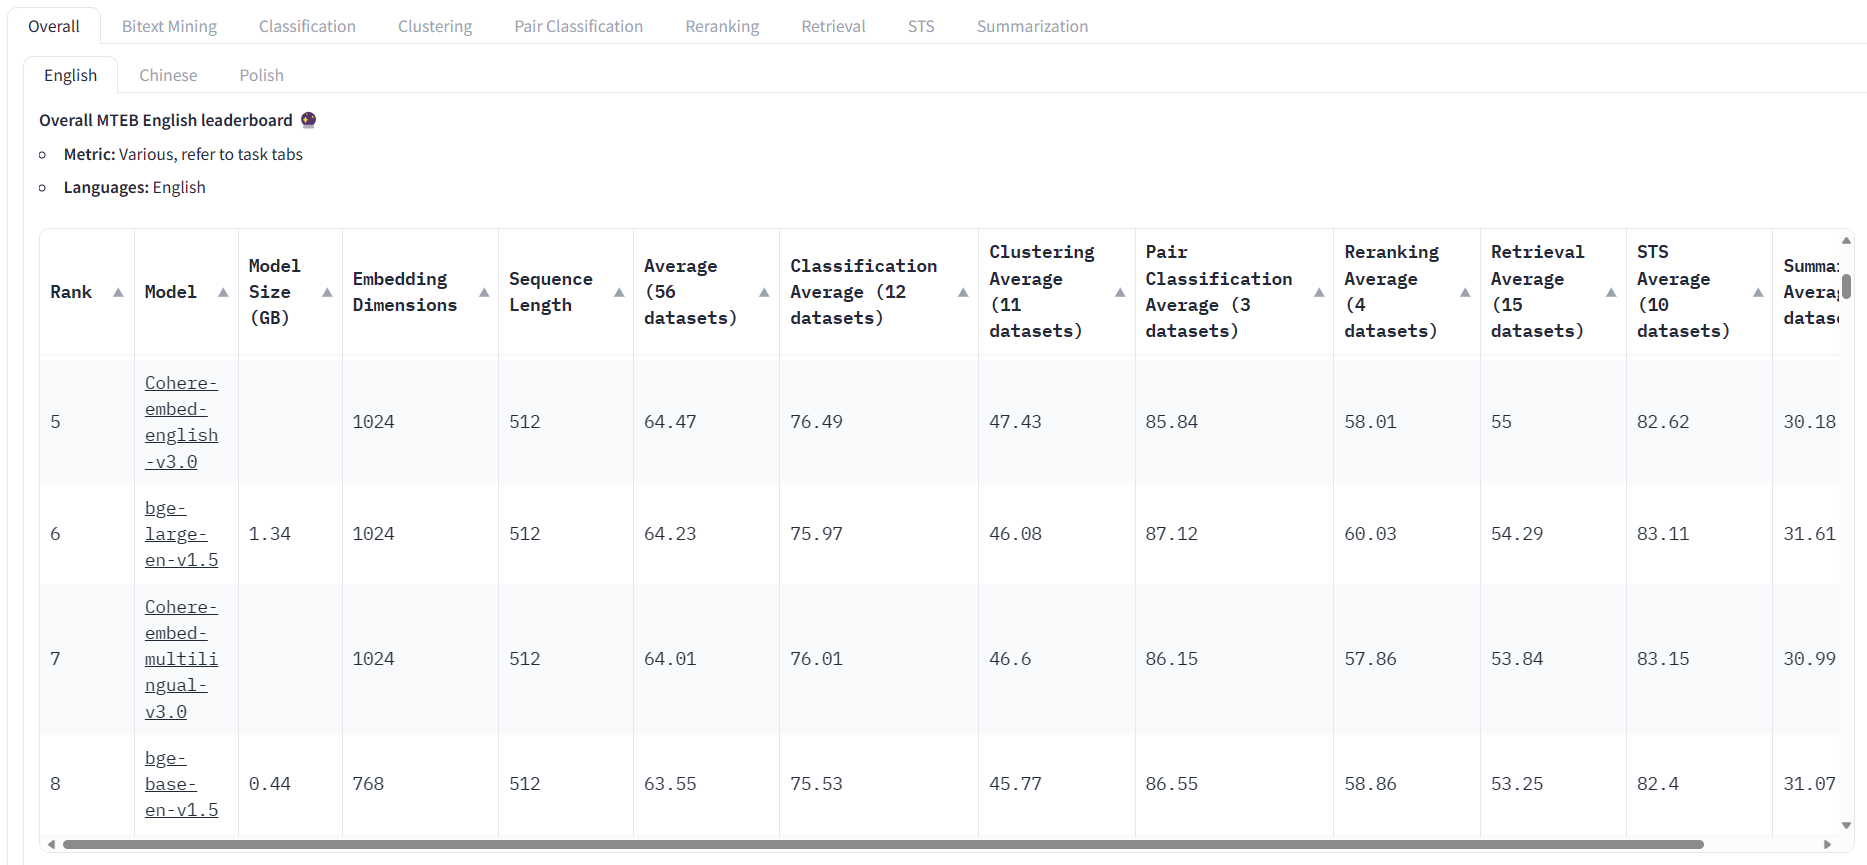 Overall Bitext Mining Classification Clustering Pair Classification Reranking Retrieval STS Summarization
English Chinese Polish
Overall MTEB English leaderboard 🔮
Metric: Various, refer to task tabs
Languages: English
Rank
Model
Model
Size
(GB)
Embedding
Dimensions
Sequence
Length
Average
(56
datasets)
Classification
Average (12
datasets)
Clustering
Average
(11
datasets)
Pair
Classification
Average (3
datasets)
Reranking
Average
(4
datasets)
Retrieval
Average
(15
datasets)
STS
Average
(10
datasets)
Summa
Avera
datas
5
Cohere-
embed-
english
-v3.0
1024 512 64.47 76.49 47.43 85.84 58.01 55 82.62 30.18
6
bge-
large-
en-v1.5
1.34 1024 512 64.23 75.97 46.08 87.12 60.03 54.29 83.11 31.61
7
Cohere-
embed-
multili
ngual-
v3.0
1024 512 64.01 76.01 46.6 86.15 57.86 53.84 83.15 30.99
8
bge-
base-
en-v1.5
0.44 768 512 63.55 75.53 45.77 86.55 58.86 53.25 82.4 31.07